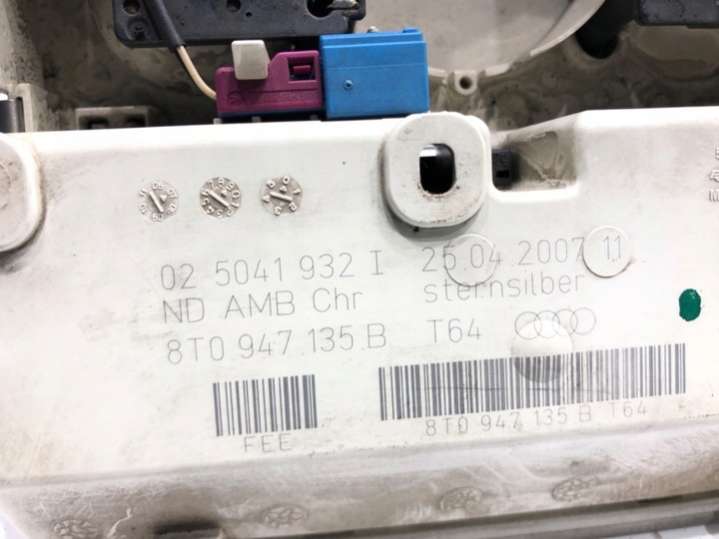 02 5041 932 I 25.04 2007 11
ND AMB Chr sternsilber
8T0 947 135 B T64
FEE
8T0 947 135 B T64